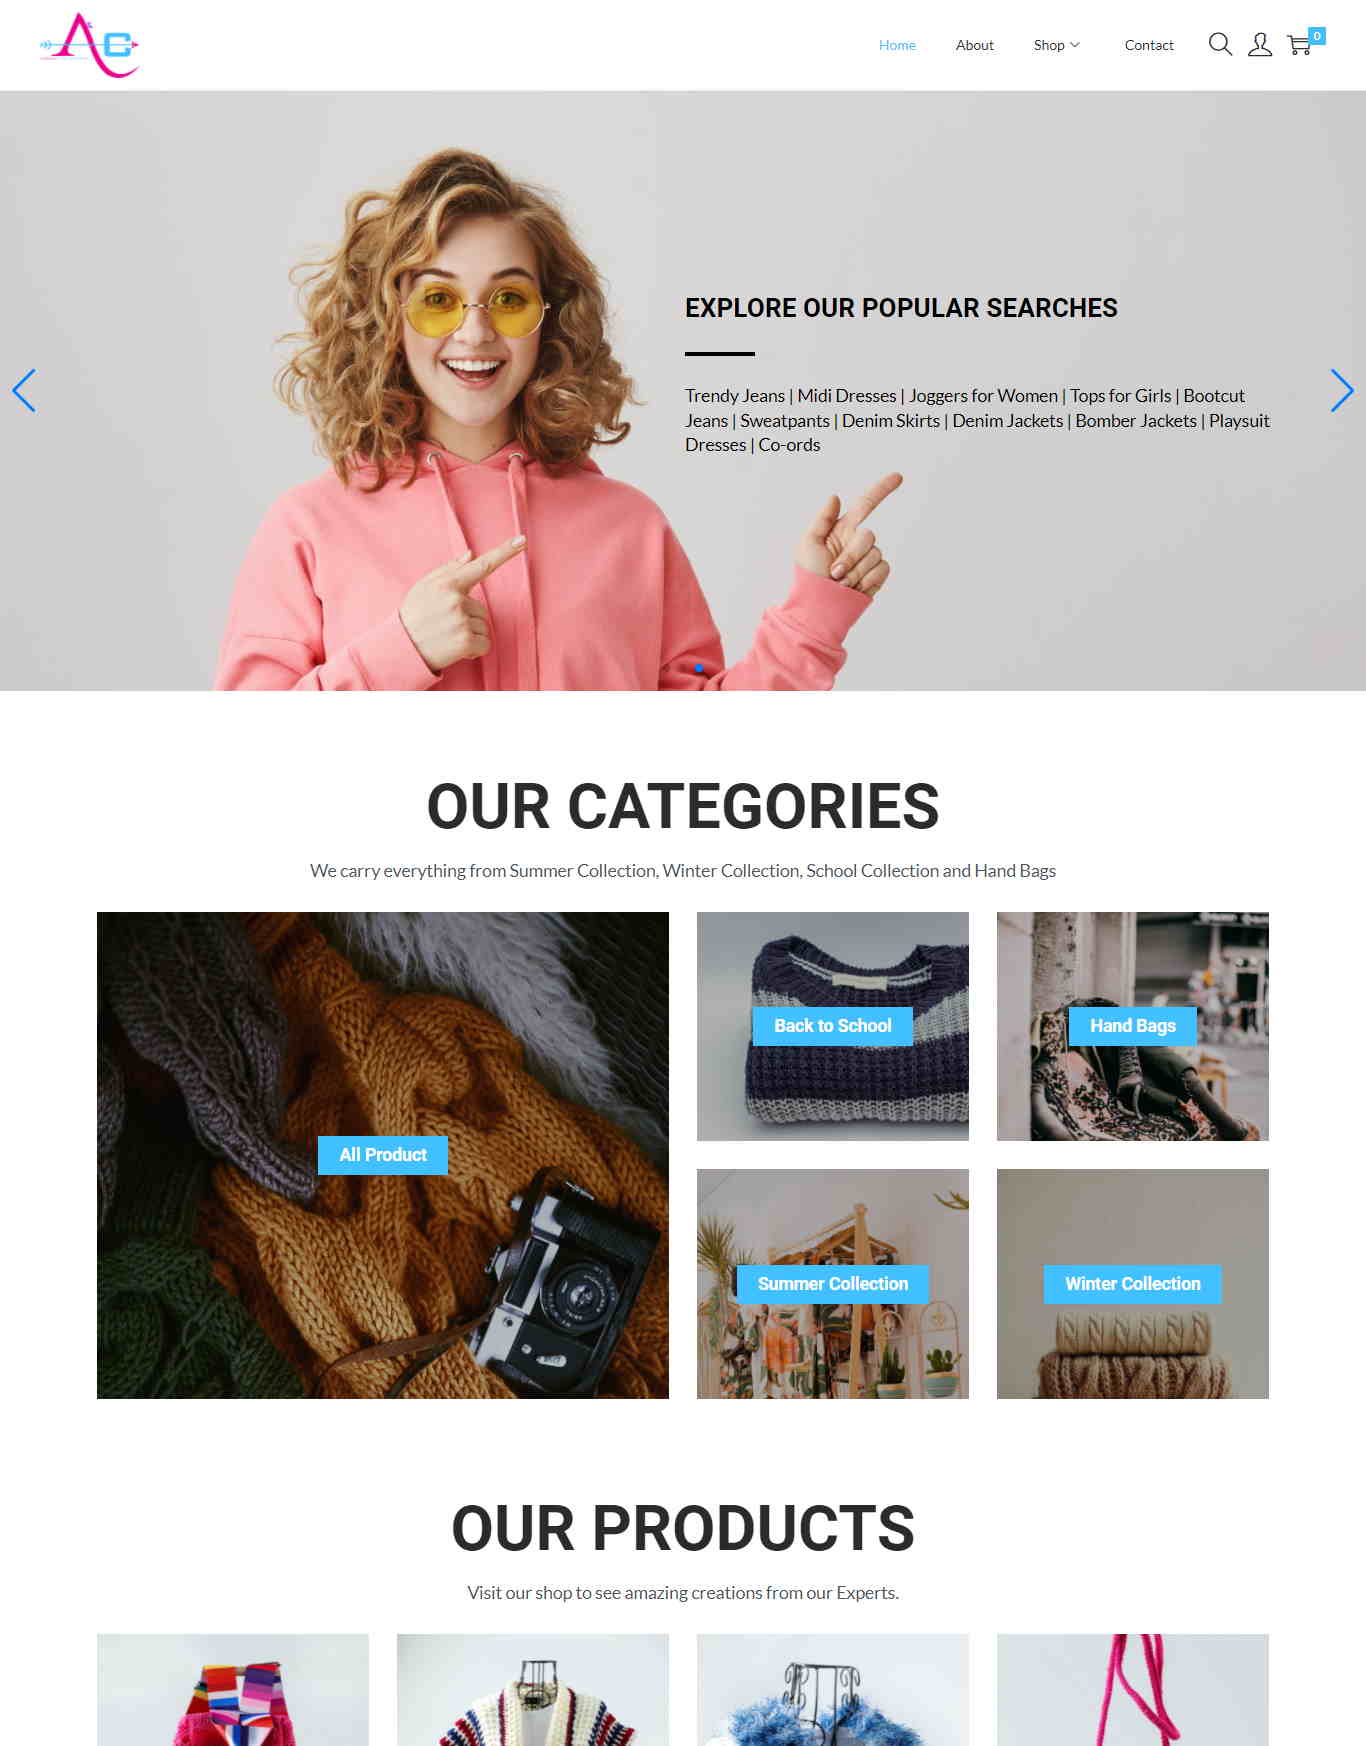 AC
Home
About
Shop
Contact
0
EXPLORE OUR POPULAR SEARCHES
Trendy Jeans | Midi Dresses | Joggers for Women | Tops for Girls | Bootcut
Jeans | Sweatpants | Denim Skirts | Denim Jackets | Bomber Jackets | Playsuit
Dresses | Co-ords
OUR CATEGORIES
We carry everything from Summer Collection, Winter Collection, School Collection and Hand Bags
All Product
Back to School
Hand Bags
Summer Collection
Winter Collection
OUR PRODUCTS
Visit our shop to see amazing creations from our Experts.